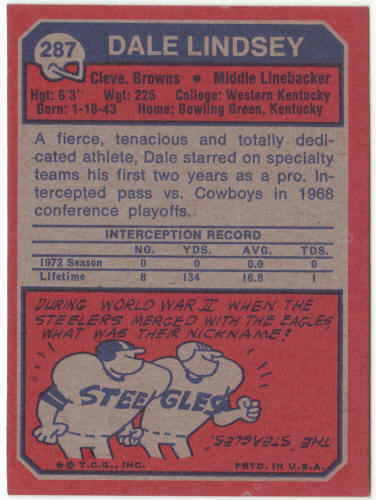 287 DALE LINDSEY
Cleve. Browns • Middle Linebacker
Hgt: 6'3" Wgt: 225 College: Western Kentucky
Born: 1-18-43 Home: Bowling Green, Kentucky
A fierce, tenacious and totally dedi-
cated athlete, Dale starred on specialty
teams his first two years as a pro. In-
tercepted pass vs. Cowboys in 1968
conference playoffs.
INTERCEPTION RECORD
NO. YDS. AVG. TDS.
1972 Season 0 0 0 0
Lifetime 8 134 16.8 1
DURING WORLD WAR II WHEN THE
STEELERS MERGED WITH THE EAGLES,
WHAT WAS THEIR NICKNAME?
STEE GLES
THE "STEAGLES."
*© T.C.G., INC. PRTD. IN U.S.A.